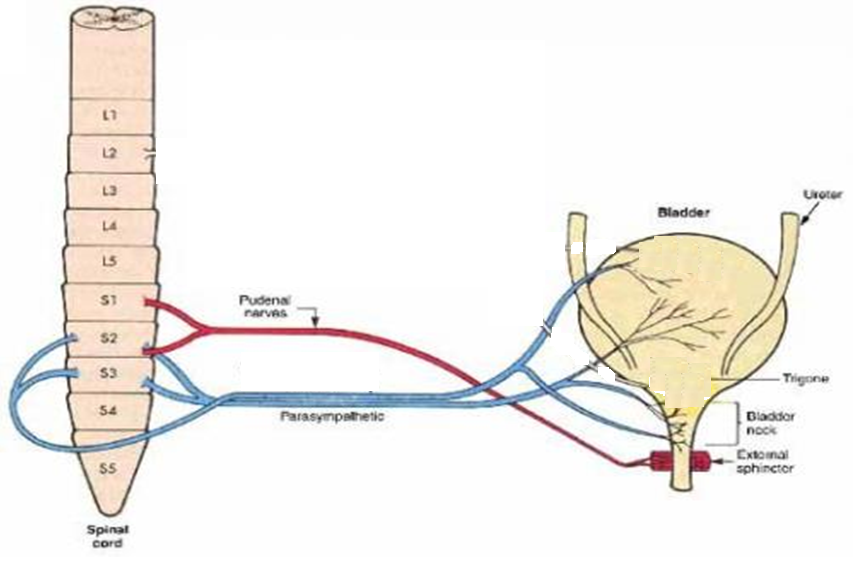 L1
L2
L3
L4
L5
S1
S2
S3
S4
S5
Spinal
cord
Pudenal
nerves
Parasympathetic
Bladder
Ureter
Trigone
Bladder
neck
External
sphincter